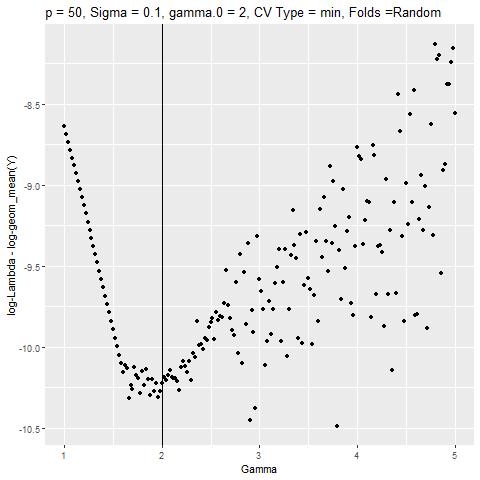 p = 50, Sigma = 0.1, gamma.0 = 2, CV Type = min, Folds =Random
log-Lambda - log-geom_mean(Y)
-8.5
-9.0
-9.5
-10.0
-10.5
1 2 3 4 5
Gamma